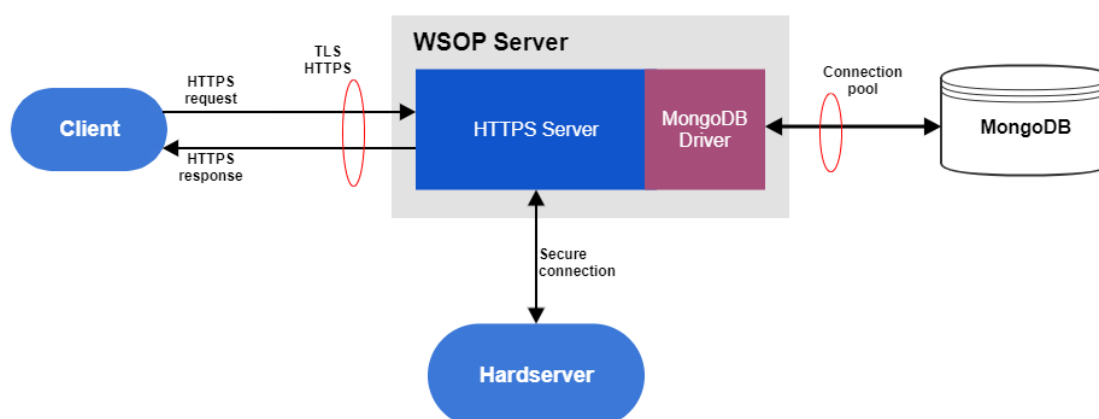 WSOP Server
TLS
HTTPS
HTTPS
request
Client
HTTPS
response
HTTPS Server
MongoDB
Driver
Connection
pool
MongoDB
Secure
connection
Hardserver